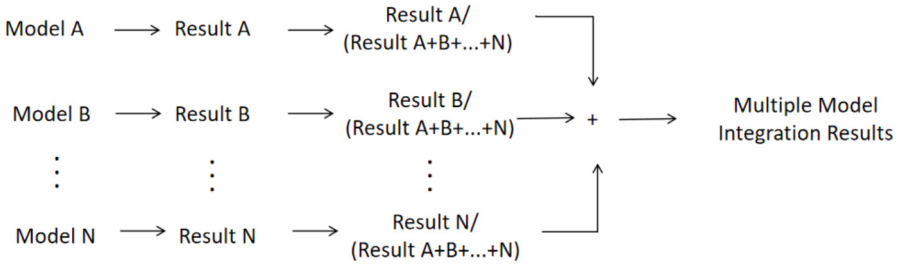 Model A
Result A
Result A/
(Result A+B+...+N)
Model B
Result B
Result B/
(Result A+B+...+N)
+
Multiple Model
Integration Results
Model N
Result N
Result N/
(Result A+B+...+N)